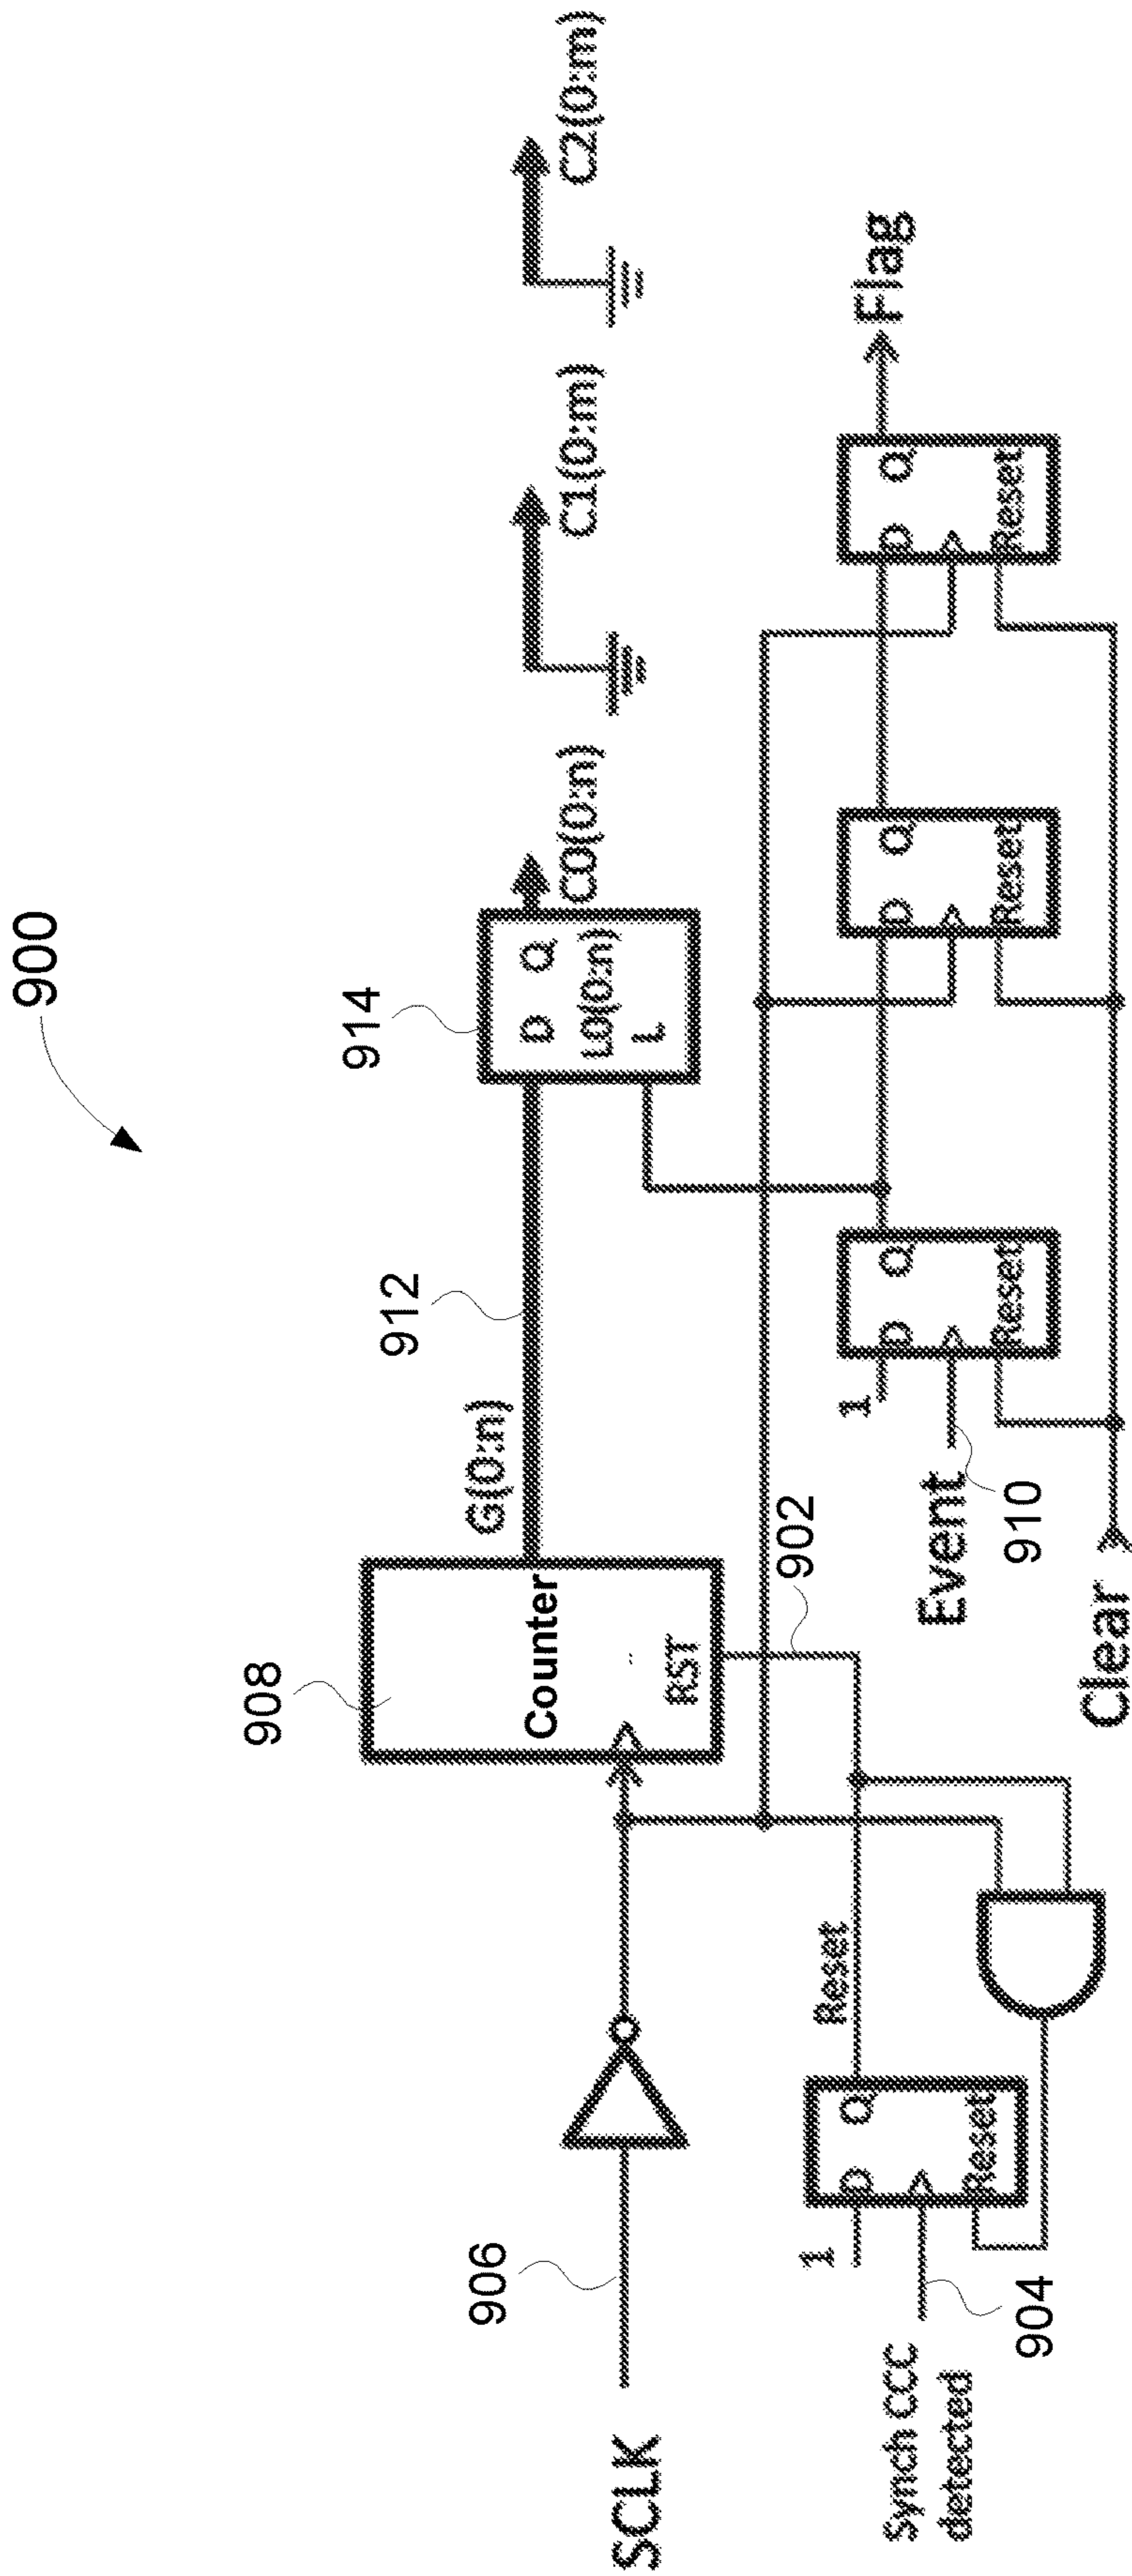 900
908
Counter
RST
G(0:n)
912
914
D Q
L0(0:n)
L
C0(0:n)
C1(0:m)
C2(0:m)
906
SCLK
902
Reset
1
D Q
Reset
904
Synch CCC
detected
1
D Q
Reset
Event
910
Clear
D Q
Reset
D Q
Reset
Flag